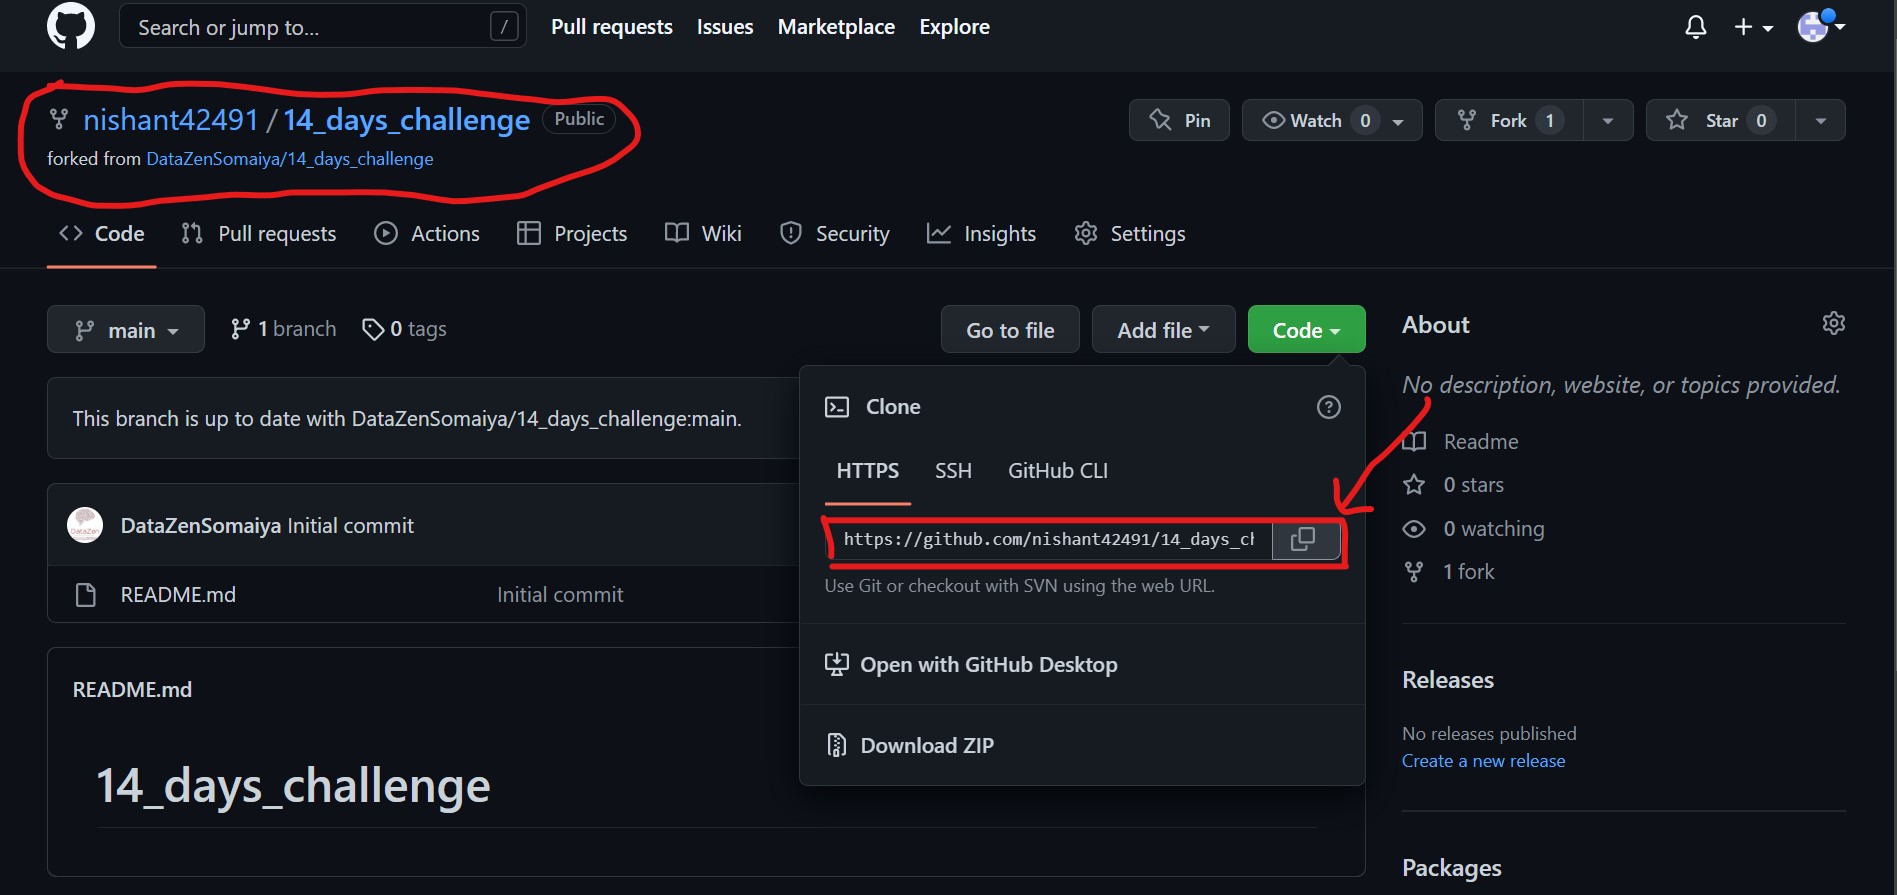 Search or jump to... / Pull requests Issues Marketplace Explore
nishant42491 / 14_days_challenge Public
Pin Watch 0 Fork 1 Star 0
forked from DataZenSomaiya/14_days_challenge
Code Pull requests Actions Projects Wiki Security Insights Settings
main 1 branch 0 tags Go to file Add file Code
This branch is up to date with DataZenSomaiya/14_days_challenge:main.
DataZenSomaiya Initial commit
README.md Initial commit
README.md
14_days_challenge
Clone
HTTPS SSH GitHub CLI
https://github.com/nishant42491/14_days_ch
Use Git or checkout with SVN using the web URL.
Open with GitHub Desktop
Download ZIP
About
No description, website, or topics provided.
Readme
0 stars
0 watching
1 fork
Releases
No releases published
Create a new release
Packages